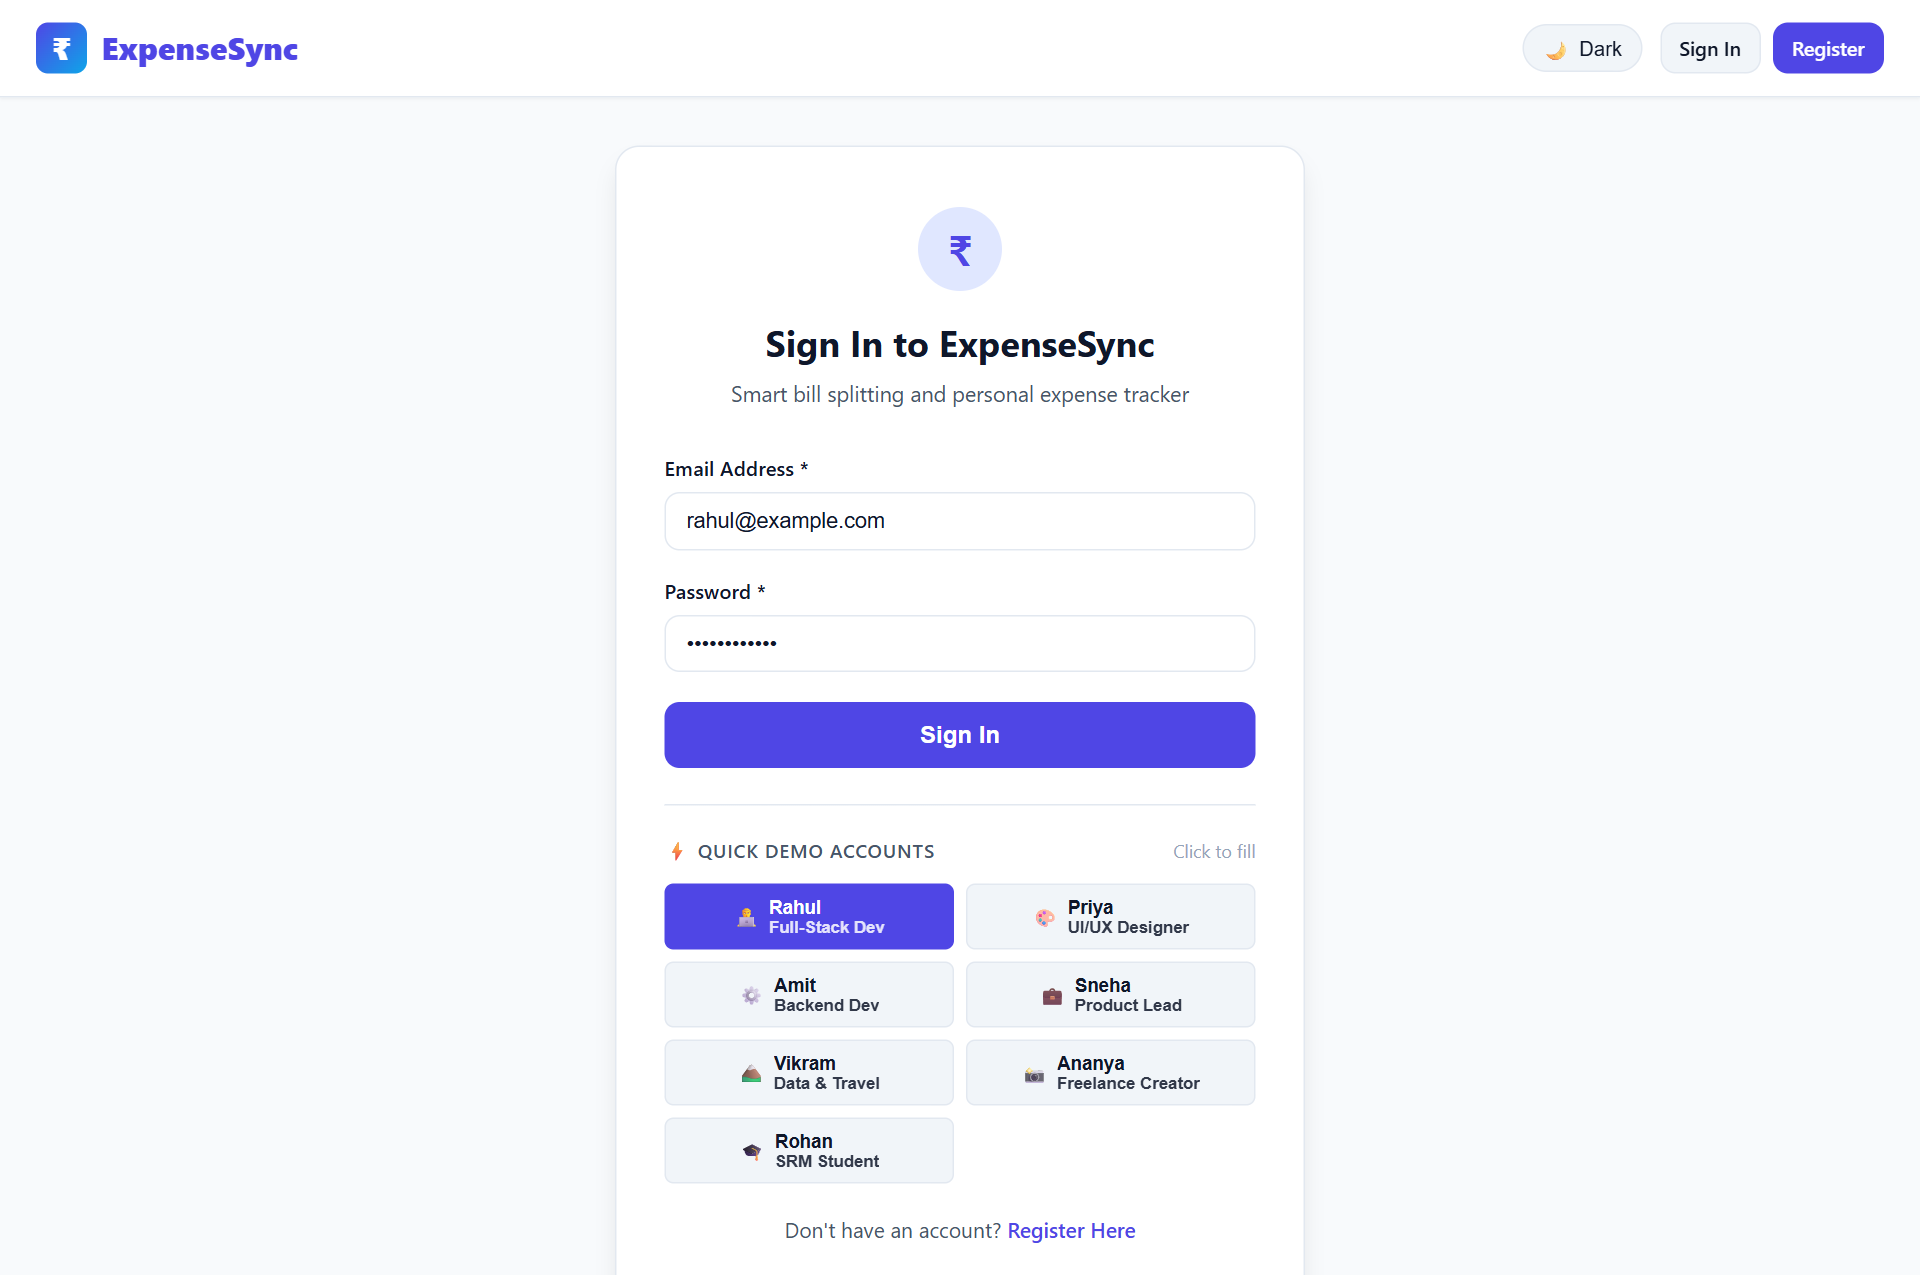 ₹ ExpenseSync
🌙 Dark
Sign In
Register
₹
Sign In to ExpenseSync
Smart bill splitting and personal expense tracker
Email Address *
rahul@example.com
Password *
••••••••••••
Sign In
⚡ QUICK DEMO ACCOUNTS
Click to fill
Rahul
Full-Stack Dev
Priya
UI/UX Designer
Amit
Backend Dev
Sneha
Product Lead
Vikram
Data & Travel
Ananya
Freelance Creator
Rohan
SRM Student
Don't have an account? Register Here